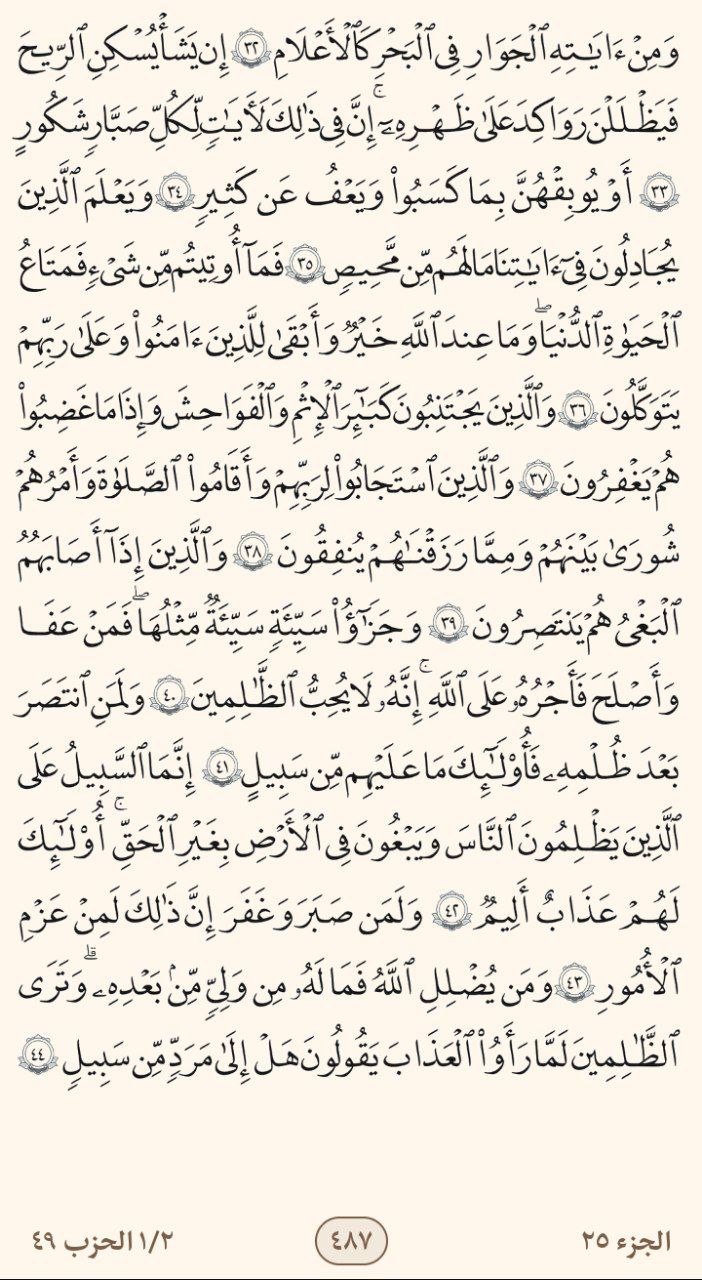 وَمِنْ ءَايَـٰتِهِ ٱلْجَوَارِ فِى ٱلْبَحْرِ كَٱلْأَعْلَـٰمِ ٣٢ إِن يَشَأْ يُسْكِنِ ٱلرِّيحَ
فَيَظْلَلْنَ رَوَاكِدَ عَلَىٰ ظَهْرِهِۦٓ ۚ إِنَّ فِى ذَٰلِكَ لَـَٔايَـٰتٍ لِّكُلِّ صَبَّارٍ شَكُورٍ
٣٣ أَوْ يُوبِقْهُنَّ بِمَا كَسَبُوا۟ وَيَعْفُ عَن كَثِيرٍ ٣٤ وَيَعْلَمَ ٱلَّذِينَ
يُجَـٰدِلُونَ فِىٓ ءَايَـٰتِنَا مَا لَهُم مِّن مَّحِيصٍ ٣٥ فَمَآ أُوتِيتُم مِّن شَىْءٍ فَمَتَـٰعُ
ٱلْحَيَوٰةِ ٱلدُّنْيَا ۖ وَمَا عِندَ ٱللَّهِ خَيْرٌ وَأَبْقَىٰ لِلَّذِينَ ءَامَنُوا۟ وَعَلَىٰ رَبِّهِمْ
يَتَوَكَّلُونَ ٣٦ وَٱلَّذِينَ يَجْتَنِبُونَ كَبَـٰٓئِرَ ٱلْإِثْمِ وَٱلْفَوَٰحِشَ وَإِذَا مَا غَضِبُوا۟
هُمْ يَغْفِرُونَ ٣٧ وَٱلَّذِينَ ٱسْتَجَابُوا۟ لِرَبِّهِمْ وَأَقَامُوا۟ ٱلصَّلَوٰةَ وَأَمْرُهُمْ
شُورَىٰ بَيْنَهُمْ وَمِمَّا رَزَقْنَـٰهُمْ يُنفِقُونَ ٣٨ وَٱلَّذِينَ إِذَآ أَصَابَهُمُ
ٱلْبَغْىُ هُمْ يَنتَصِرُونَ ٣٩ وَجَزَٰٓؤُا۟ سَيِّئَةٍ سَيِّئَةٌ مِّثْلُهَا ۖ فَمَنْ عَفَا
وَأَصْلَحَ فَأَجْرُهُۥ عَلَى ٱللَّهِ ۚ إِنَّهُۥ لَا يُحِبُّ ٱلظَّـٰلِمِينَ ٤٠ وَلَمَنِ ٱنتَصَرَ
بَعْدَ ظُلْمِهِۦ فَأُو۟لَـٰٓئِكَ مَا عَلَيْهِم مِّن سَبِيلٍ ٤١ إِنَّمَا ٱلسَّبِيلُ عَلَى
ٱلَّذِينَ يَظْلِمُونَ ٱلنَّاسَ وَيَبْغُونَ فِى ٱلْأَرْضِ بِغَيْرِ ٱلْحَقِّ ۚ أُو۟لَـٰٓئِكَ
لَهُمْ عَذَابٌ أَلِيمٌ ٤٢ وَلَمَن صَبَرَ وَغَفَرَ إِنَّ ذَٰلِكَ لَمِنْ عَزْمِ
ٱلْأُمُورِ ٤٣ وَمَن يُضْلِلِ ٱللَّهُ فَمَا لَهُۥ مِن وَلِىٍّ مِّنۢ بَعْدِهِۦ ۗ وَتَرَى
ٱلظَّـٰلِمِينَ لَمَّا رَأَوُا۟ ٱلْعَذَابَ يَقُولُونَ هَلْ إِلَىٰ مَرَدٍّ مِّن سَبِيلٍ ٤٤
الجزء ٢٥ ٤٨٧ ١/٢ الحزب ٤٩